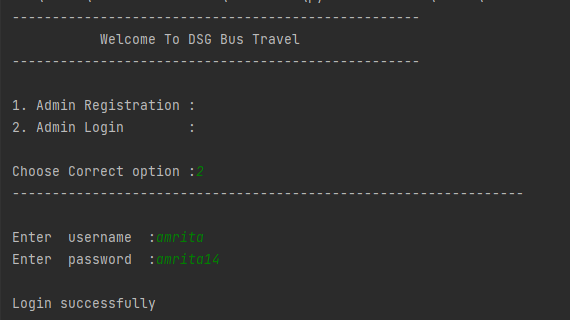 ---------------------------------------------------
Welcome To DSG Bus Travel
---------------------------------------------------
1. Admin Registration :
2. Admin Login        :
Choose Correct option :2
----------------------------------------------------------------
Enter  username  :amrita
Enter  password  :amrita14
Login successfully